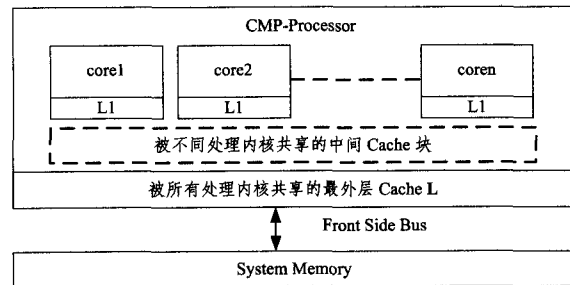 CMP-Processor
core1 core2 coren
L1 L1 L1
被不同处理内核共享的中间 Cache 块
被所有处理内核共享的最外层 Cache L
Front Side Bus
System Memory